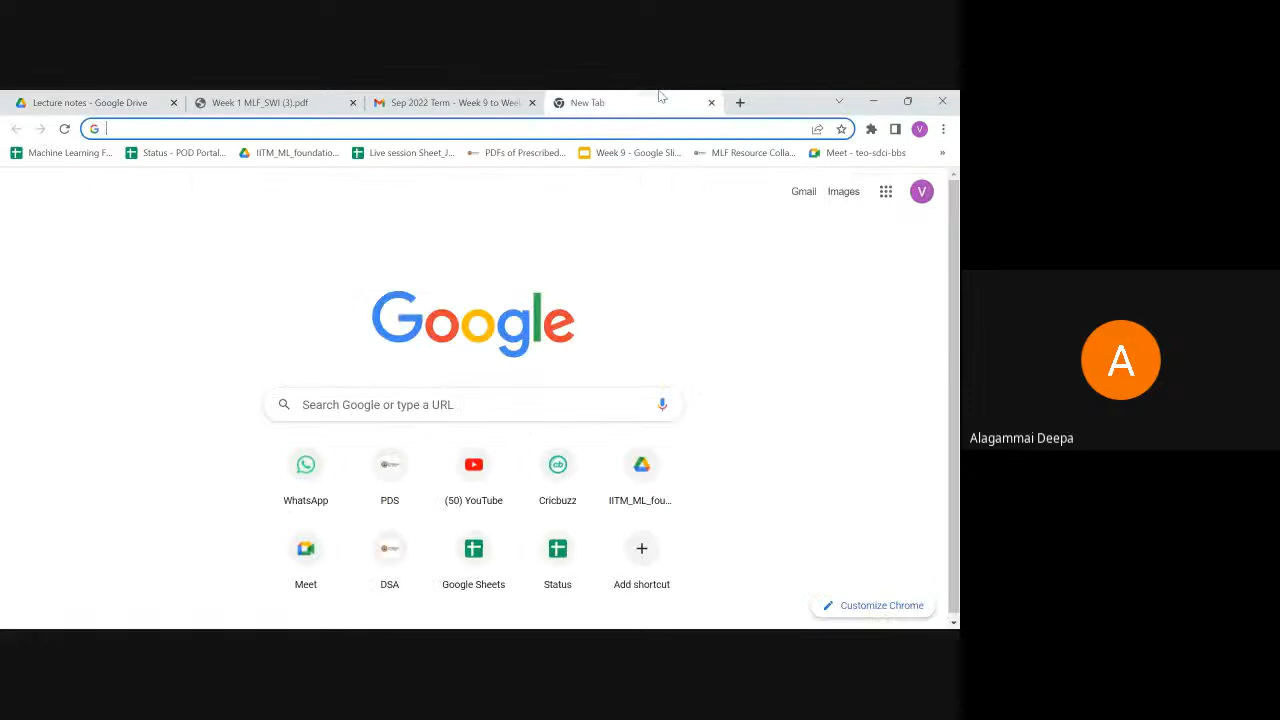 Lecture notes - Google Drive
Week 1 MLF_SWI (3).pdf
Sep 2022 Term - Week 9 to Wee
New Tab
Machine Learning F...
Status - POD Portal...
IITM_ML_foundatio...
Live session Sheet_J...
PDFs of Prescribed...
Week 9 - Google Sli...
MLF Resource Colla...
Meet - teo-sdci-bbs
»
V
Gmail
Images
V
Google
Search Google or type a URL
WhatsApp
PDS
(50) YouTube
cb
Cricbuzz
IITM_ML_fou...
Meet
DSA
Google Sheets
Status
Add shortcut
Customize Chrome
A
Alagammai Deepa